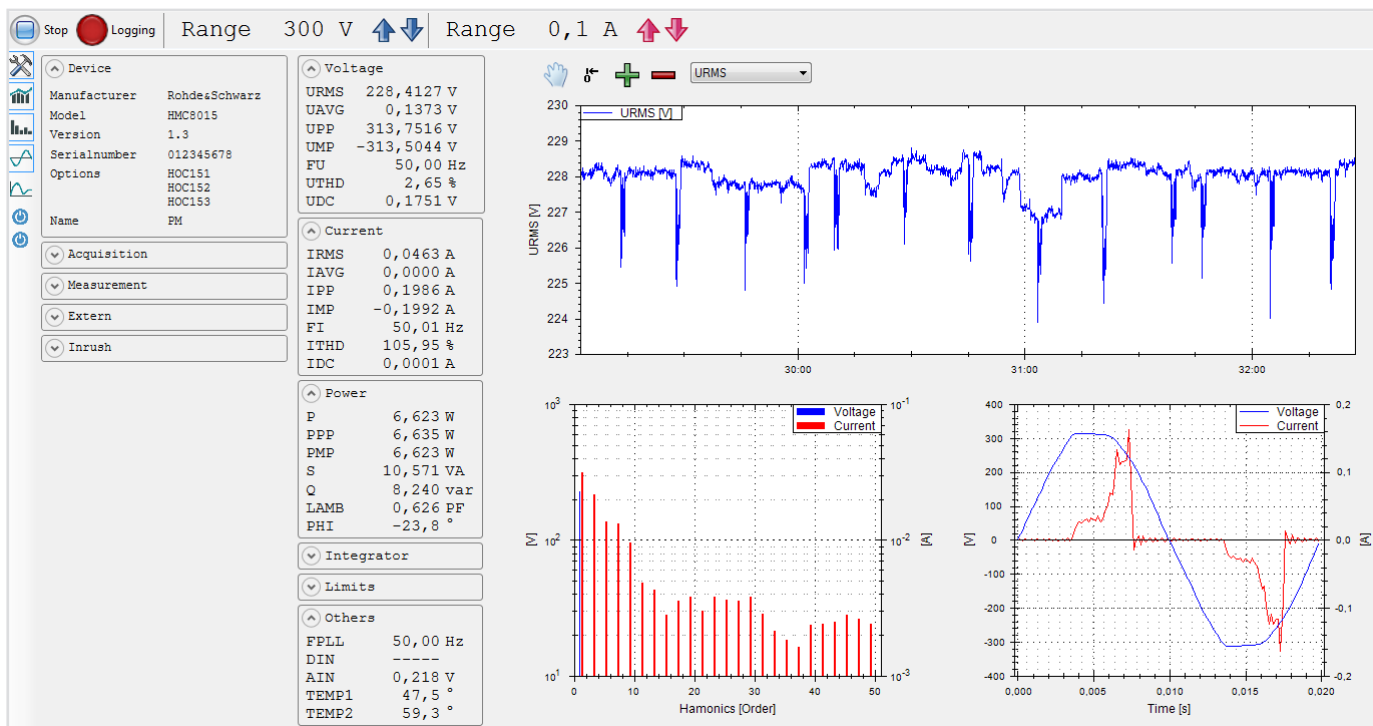 Stop Logging Range 300 V Range 0,1 A
Device
Manufacturer Rohde&Schwarz
Model HMC8015
Version 1.3
Serialnumber 012345678
Options HOC151
HOC152
HOC153
Name PM
Acquisition
Measurement
Extern
Inrush
Voltage
URMS 228,4127 V
UAVG 0,1373 V
UPP 313,7516 V
UMP -313,5044 V
FU 50,00 Hz
UTHD 2,65 %
UDC 0,1751 V
Current
IRMS 0,0463 A
IAVG 0,0000 A
IPP 0,1986 A
IMP -0,1992 A
FI 50,01 Hz
ITHD 105,95 %
IDC 0,0001 A
Power
P 6,623 W
PPP 6,635 W
PMP 6,623 W
S 10,571 VA
Q 8,240 var
LAMB 0,626 PF
PHI -23,8 °
Integrator
Limits
Others
FPLL 50,00 Hz
DIN -----
AIN 0,218 V
TEMP1 47,5 °
TEMP2 59,3 °
0
URMS
URMS [V]
230
229
228
227
226
225
224
223
URMS [V]
30:00 31:00 32:00
Voltage
Current
10³
10²
10¹
[V]
10⁻¹
10⁻²
10⁻³
[A]
0 10 20 30 40 50
Hamonics [Order]
Voltage
Current
400
300
200
100
0
-100
-200
-300
-400
[V]
0,2
0,1
0,0
-0,1
-0,2
[A]
0,000 0,005 0,010 0,015 0,020
Time [s]